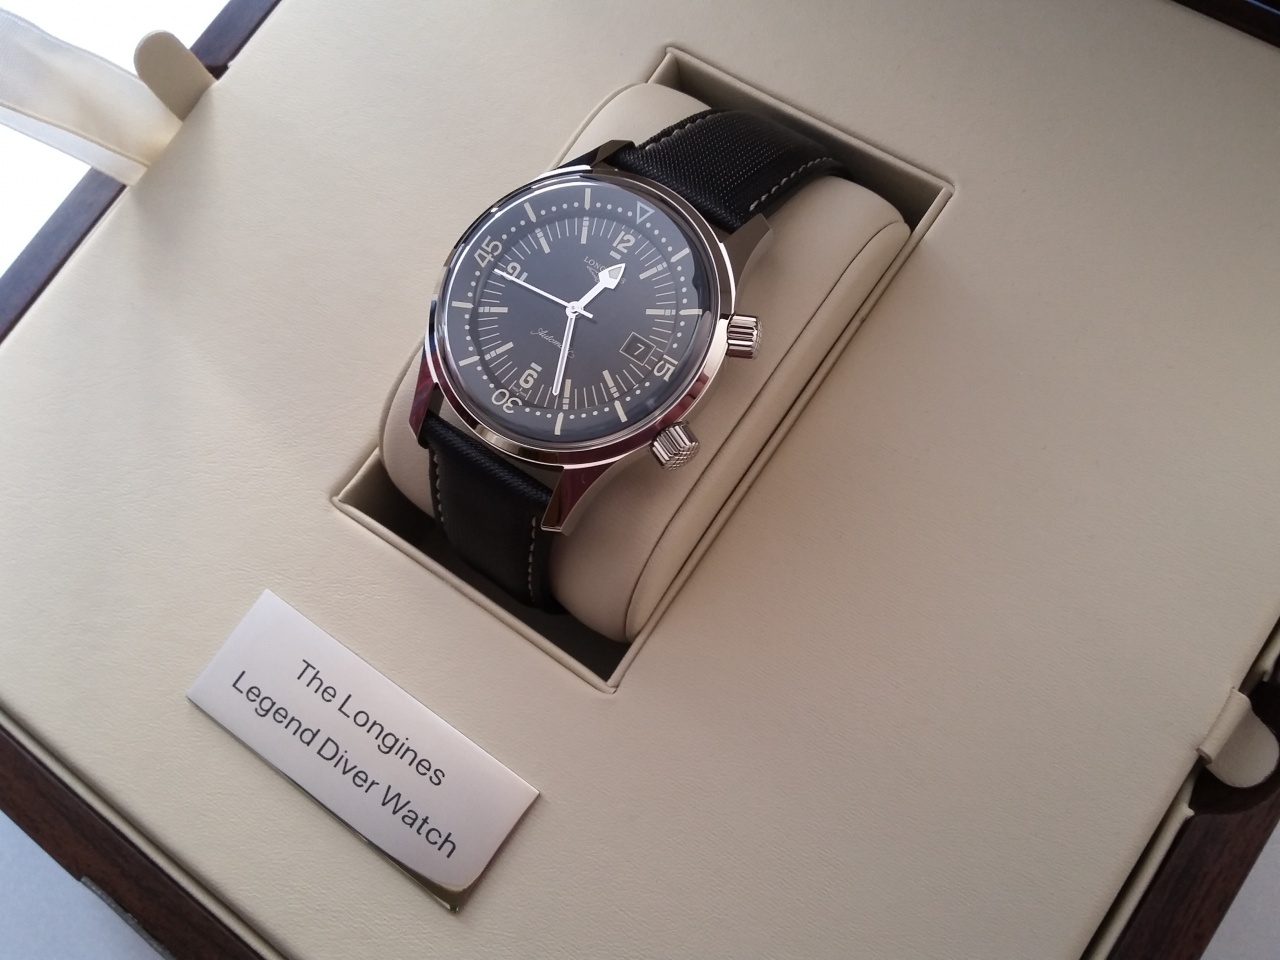 12
45
LONGINES
9
Automatic
7
15
6
30
The Longines
Legend Diver Watch